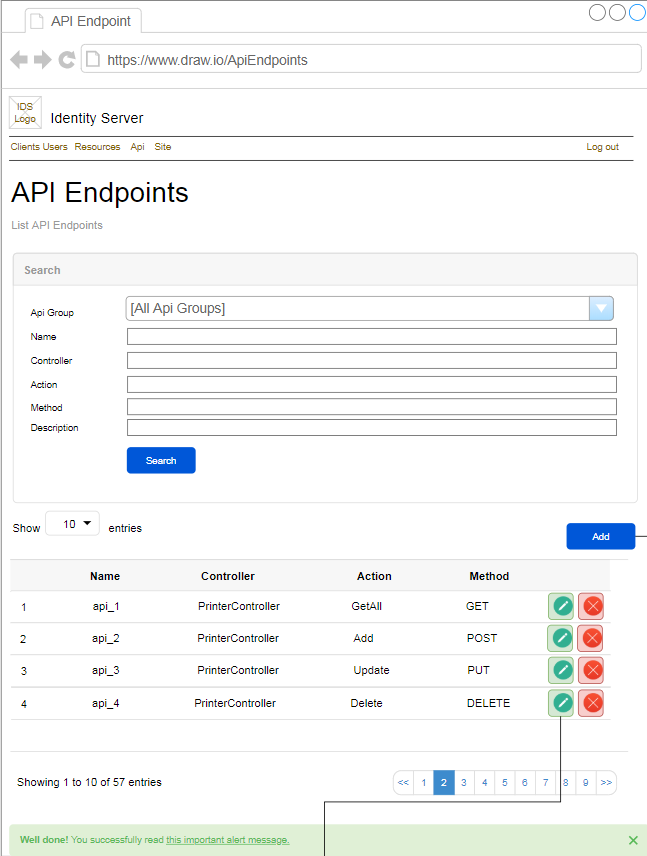 API Endpoint
https://www.draw.io/ApiEndpoints
IDS
Logo
Identity Server
Clients Users Resources Api Site Log out
API Endpoints
List API Endpoints
Search
Api Group [All Api Groups]
Name
Controller
Action
Method
Description
Search
Show 10 entries
Add
Name Controller Action Method
1 api_1 PrinterController GetAll GET
2 api_2 PrinterController Add POST
3 api_3 PrinterController Update PUT
4 api_4 PrinterController Delete DELETE
Showing 1 to 10 of 57 entries << 1 2 3 4 5 6 7 8 9 >>
Well done! You successfully read this important alert message. ×